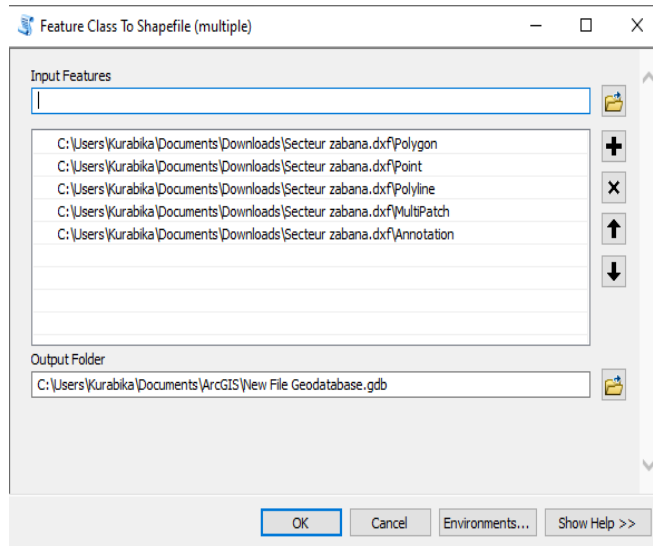 Feature Class To Shapefile (multiple)
Input Features
C:\Users\Kurabika\Documents\Downloads\Secteur zabana.dxf\Polygon
C:\Users\Kurabika\Documents\Downloads\Secteur zabana.dxf\Point
C:\Users\Kurabika\Documents\Downloads\Secteur zabana.dxf\Polyline
C:\Users\Kurabika\Documents\Downloads\Secteur zabana.dxf\MultiPatch
C:\Users\Kurabika\Documents\Downloads\Secteur zabana.dxf\Annotation
Output Folder
C:\Users\Kurabika\Documents\ArcGIS\New File Geodatabase.gdb
OK Cancel Environments... Show Help >>